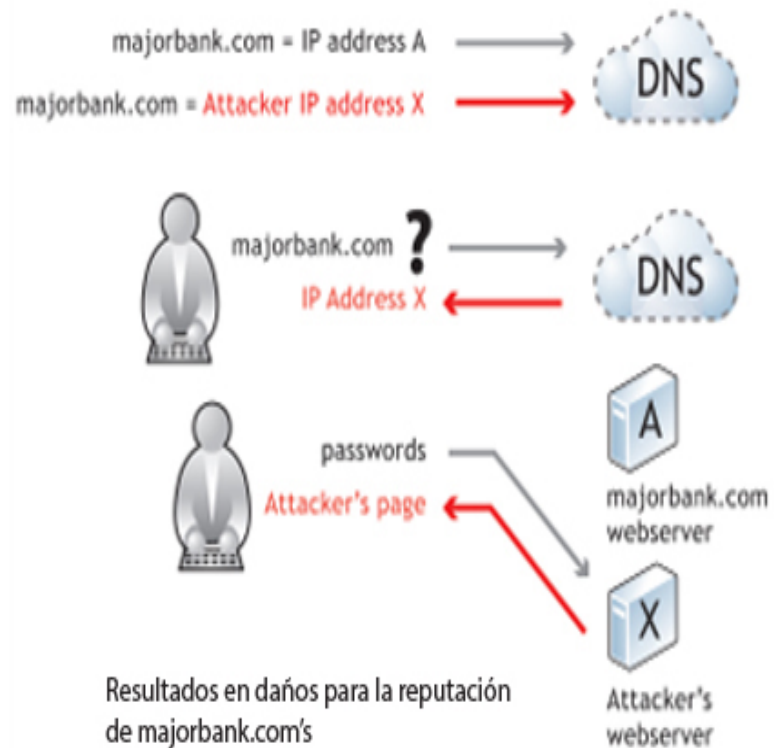 majorbank.com = IP address A
DNS
majorbank.com = Attacker IP address X
majorbank.com ?
DNS
IP Address X
A
passwords
majorbank.com
webserver
Attacker's page
X
Attacker's
webserver
Resultados en daños para la reputación
de majorbank.com's